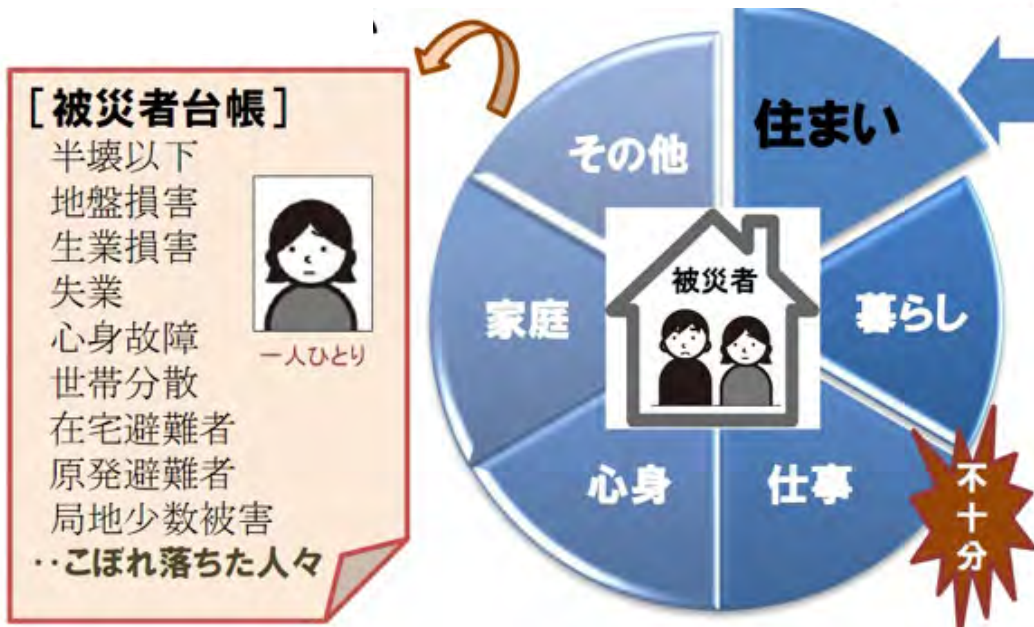 ［被災者台帳］
半壊以下
地盤損害
生業損害
失業
心身故障
世帯分散
在宅避難者
原発避難者
局地少数被害
‥こぼれ落ちた人々
一人ひとり
その他
住まい
家庭
被災者
暮らし
心身
仕事
不十分